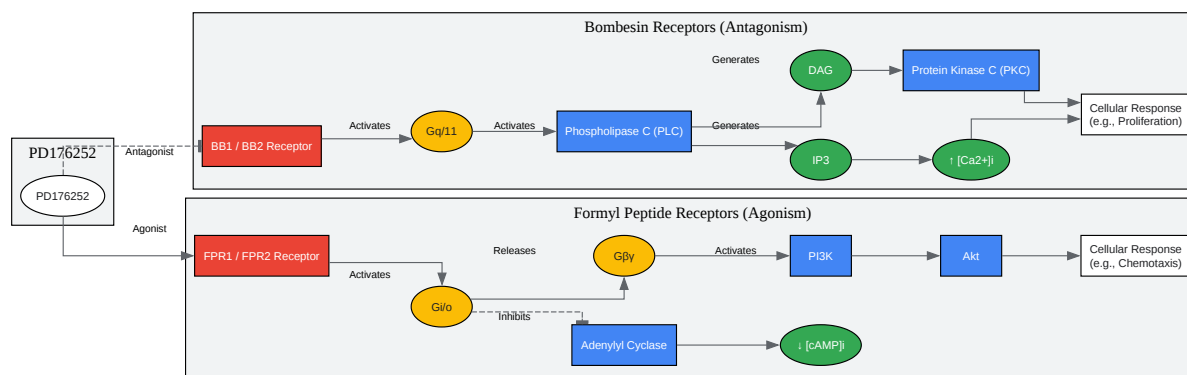 Bombesin Receptors (Antagonism)
Generates
DAG
Protein Kinase C (PKC)
Cellular Response
(e.g., Proliferation)
Activates
Gq/11
Activates
Phospholipase C (PLC)
Generates
BB1 / BB2 Receptor
IP3
↑ [Ca2+]i
PD176252
Antagonist
PD176252
Agonist
Formyl Peptide Receptors (Agonism)
FPR1 / FPR2 Receptor
Activates
Gi/o
Releases
Gβγ
Activates
PI3K
Akt
Cellular Response
(e.g., Chemotaxis)
Inhibits
Adenylyl Cyclase
↓ [cAMP]i